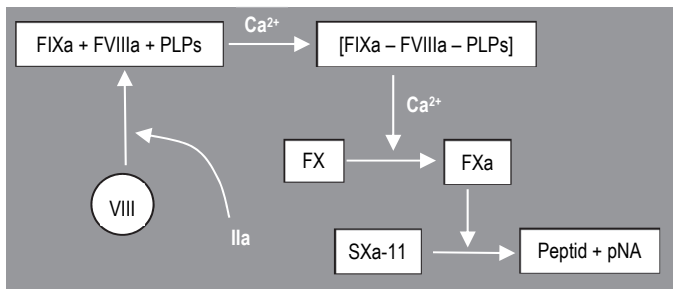 FIXa + FVIIIa + PLPs
Ca²⁺
[FIXa – FVIIIa – PLPs]
Ca²⁺
FX
FXa
VIII
IIa
SXa-11
Peptid + pNA